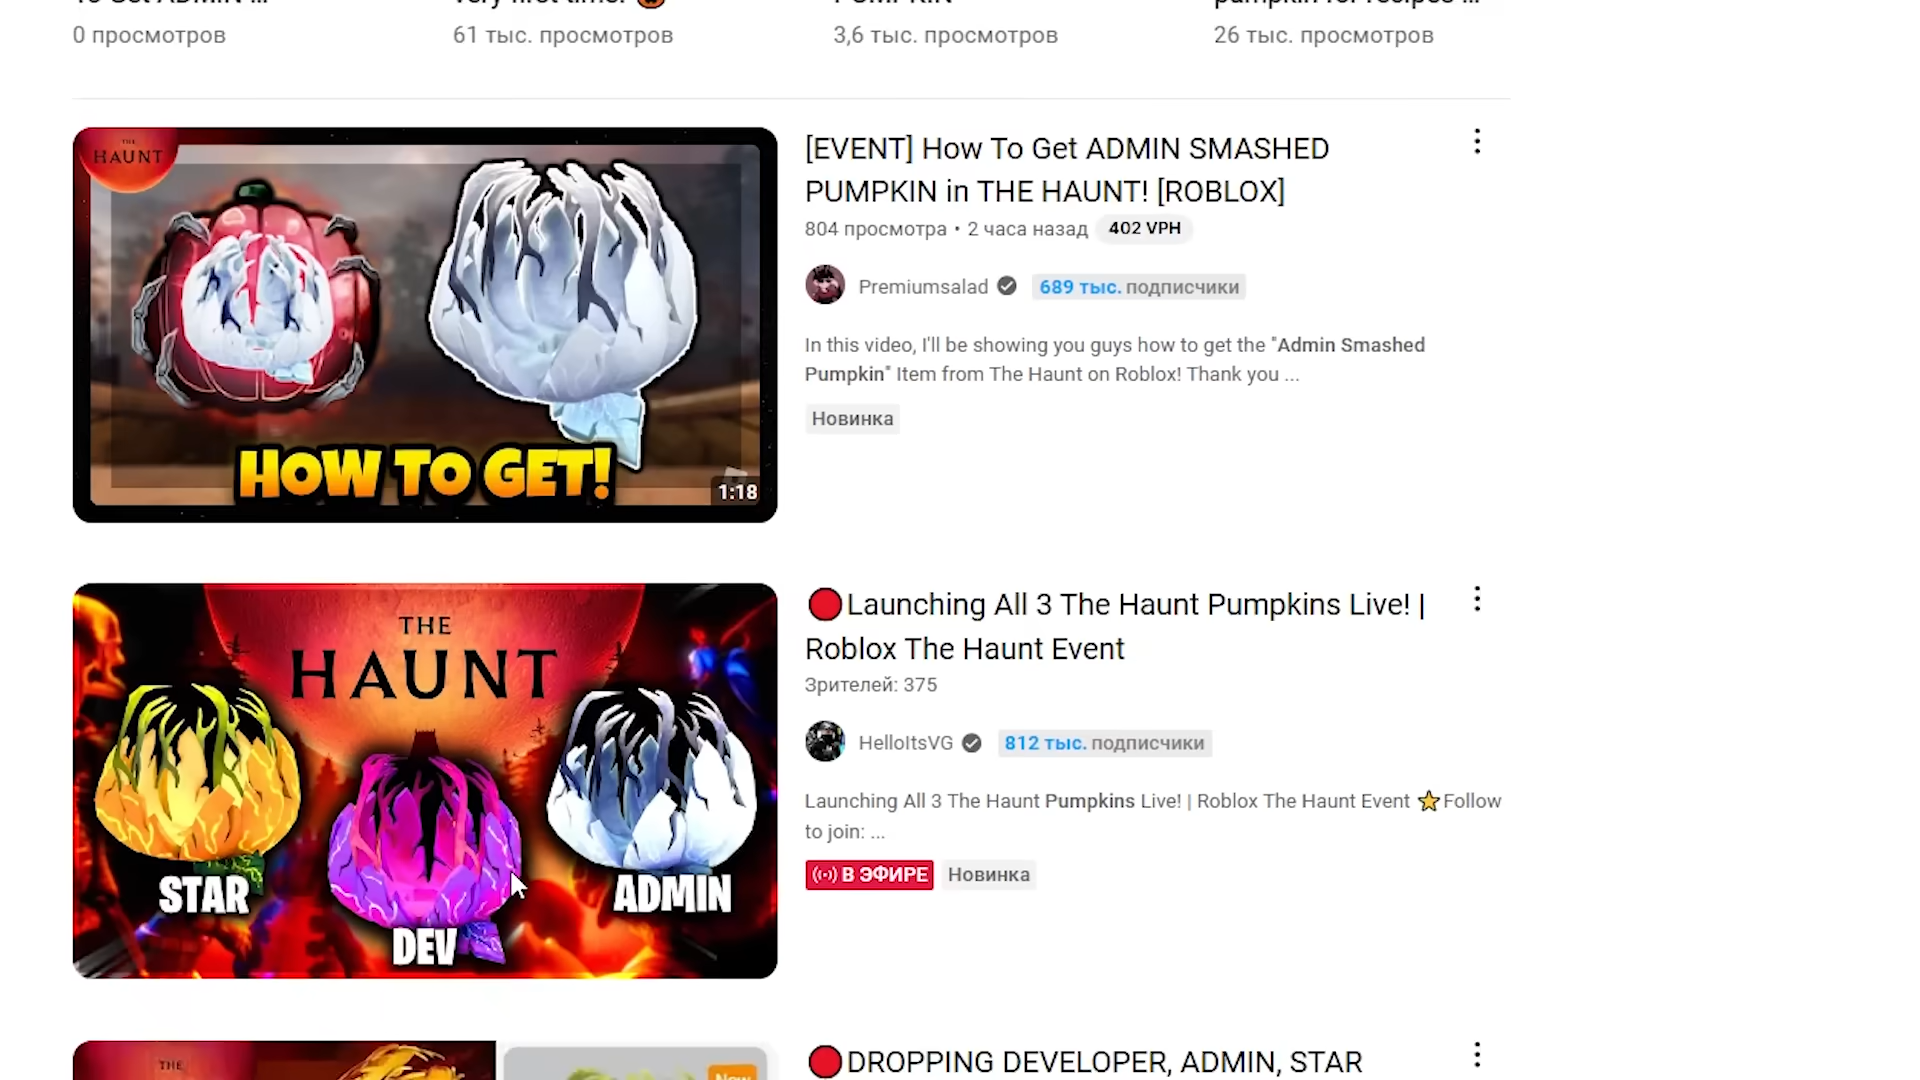 0 просмотров
61 тыс. просмотров
3,6 тыс. просмотров
26 тыс. просмотров
THE
HAUNT
HOW TO GET!
1:18
[EVENT] How To Get ADMIN SMASHED
PUMPKIN in THE HAUNT! [ROBLOX]
804 просмотра • 2 часа назад 402 VPH
Premiumsalad 689 тыс. подписчики
In this video, I'll be showing you guys how to get the "Admin Smashed
Pumpkin" Item from The Haunt on Roblox! Thank you ...
Новинка
THE
HAUNT
STAR
DEV
ADMIN
🔴Launching All 3 The Haunt Pumpkins Live! |
Roblox The Haunt Event
Зрителей: 375
HelloItsVG 812 тыс. подписчики
Launching All 3 The Haunt Pumpkins Live! | Roblox The Haunt Event ⭐Follow
to join: ...
В ЭФИРЕ Новинка
THE
New
🔴DROPPING DEVELOPER, ADMIN, STAR